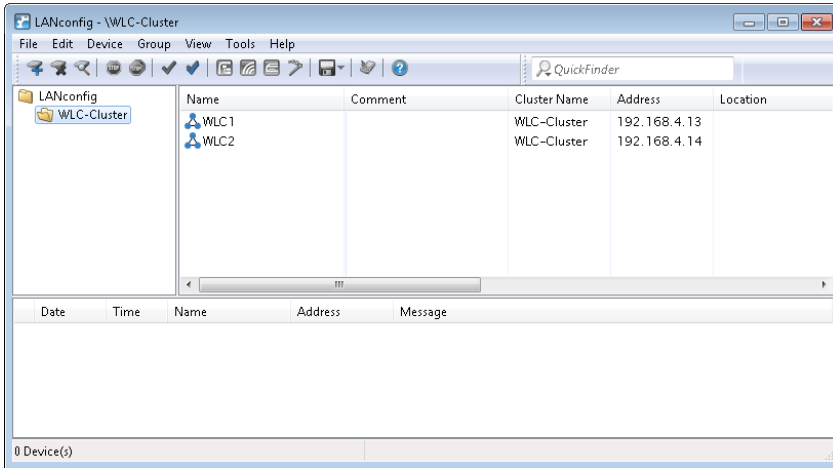 LANconfig - \WLC-Cluster
File Edit Device Group View Tools Help
QuickFinder
LANconfig
WLC-Cluster
Name Comment Cluster Name Address Location
WLC1 WLC-Cluster 192.168.4.13
WLC2 WLC-Cluster 192.168.4.14
Date Time Name Address Message
0 Device(s)